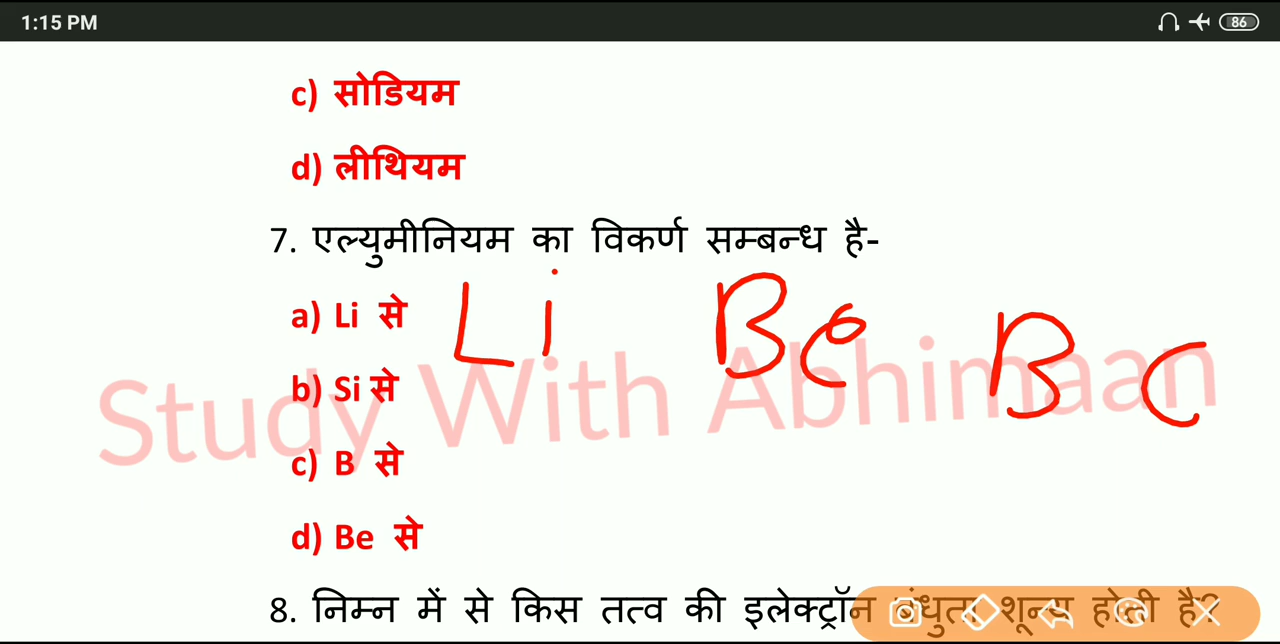 1:15 PM 86
c) सोडियम
d) लीथियम
7. एल्युमीनियम का विकर्ण सम्बन्ध है-
a) Li से
Li Be B C
b) Si से
Study With Abhimaan
c) B से
d) Be से
8. निम्न में से किस तत्व की इलेक्ट्रॉन बंधुता शून्य होती है?